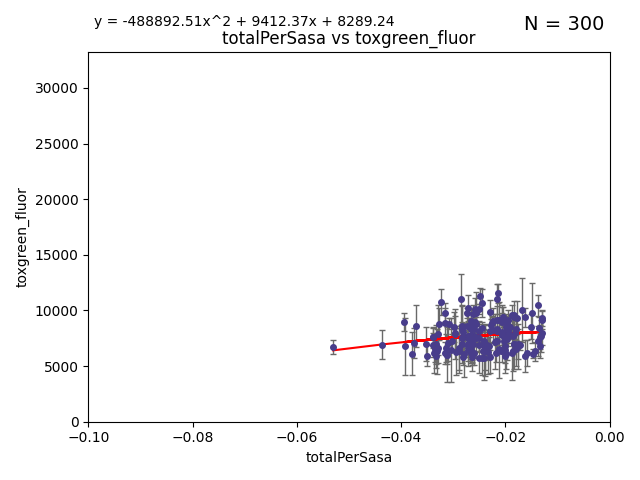 y = -488892.51x^2 + 9412.37x + 8289.24
N = 300
totalPerSasa vs toxgreen_fluor
30000
25000
20000
15000
10000
5000
0
toxgreen_fluor
−0.10 −0.08 −0.06 −0.04 −0.02 0.00
totalPerSasa